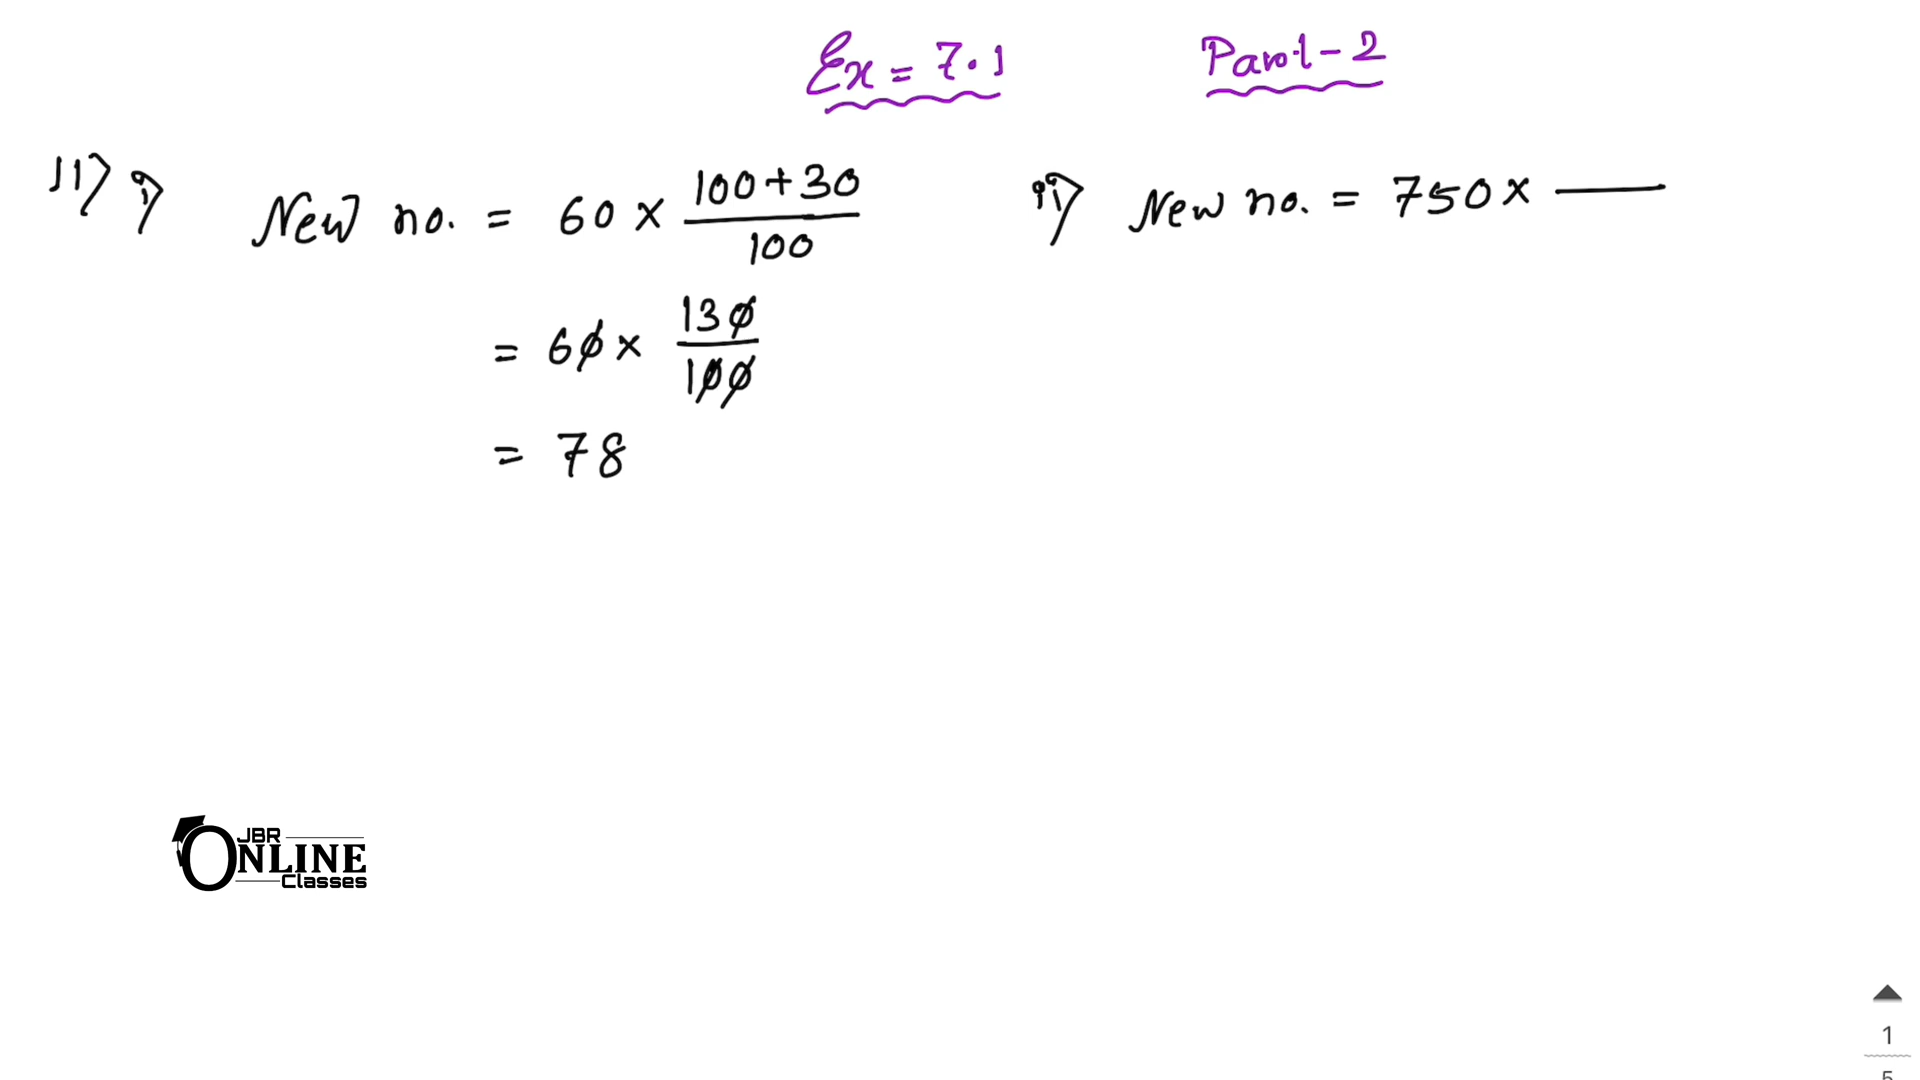 Ex = 7.1 Part-2
11) i) New no. = 60 × (100+30)/100
= 60 × 130/100
= 78
ii) New no. = 750 ×
JBR
ONLINE
Classes
1
5